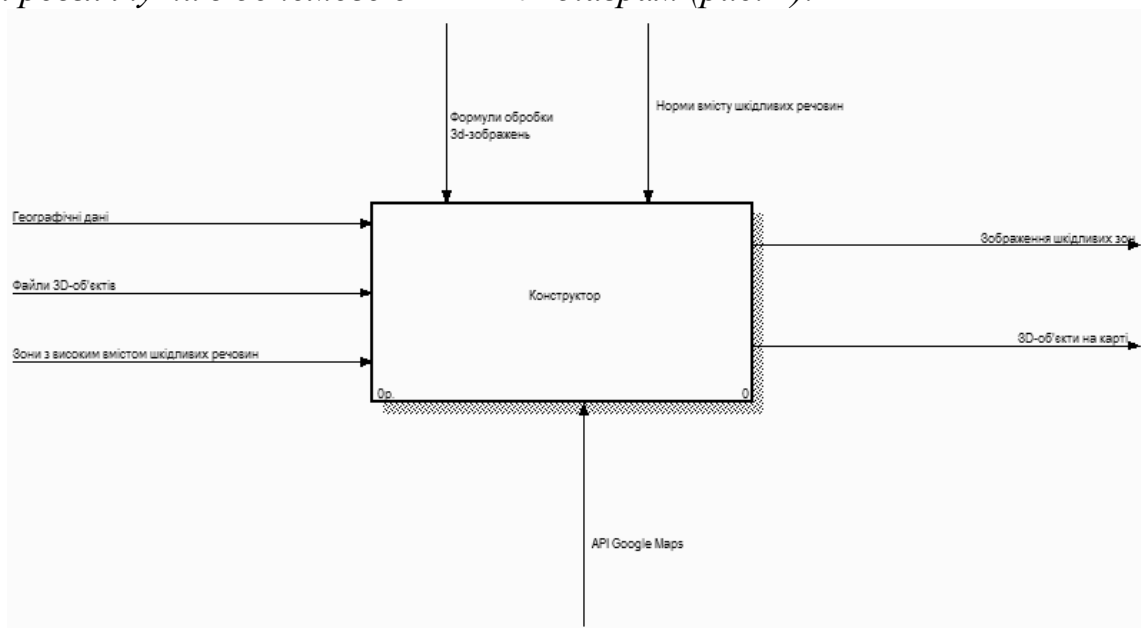 Формули обробки
3d-зображень
Норми вмісту шкідливих речовин
Географічні дані
Файли 3D-об'єктів
Зони з високим вмістом шкідливих речовин
Конструктор
0р.
0
Зображення шкідливих зон
3D-об'єкти на карті
API Google Maps